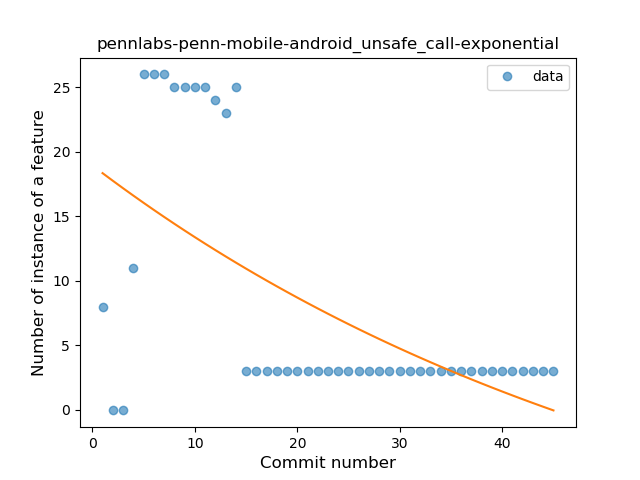 pennlabs-penn-mobile-android_unsafe_call-exponential
data
Number of instance of a feature
25
20
15
10
5
0
0 10 20 30 40
Commit number